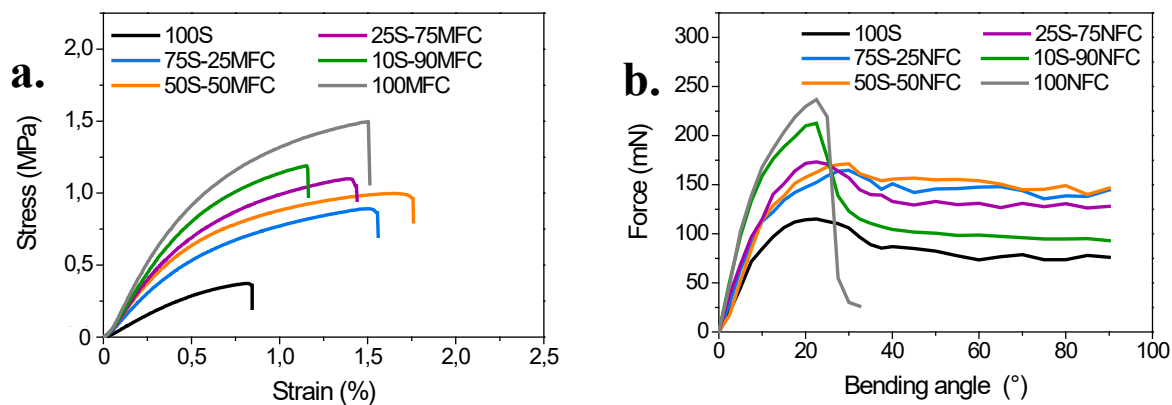 a.
100S
75S-25MFC
50S-50MFC
25S-75MFC
10S-90MFC
100MFC
Stress (MPa)
2,0
1,5
1,0
0,5
0
0
0,5
1,0
1,5
2,0
2,5
Strain (%)
b.
100S
75S-25NFC
50S-50NFC
25S-75NFC
10S-90NFC
100NFC
Force (mN)
300
250
200
150
100
50
0
0
20
40
60
80
100
Bending angle (°)